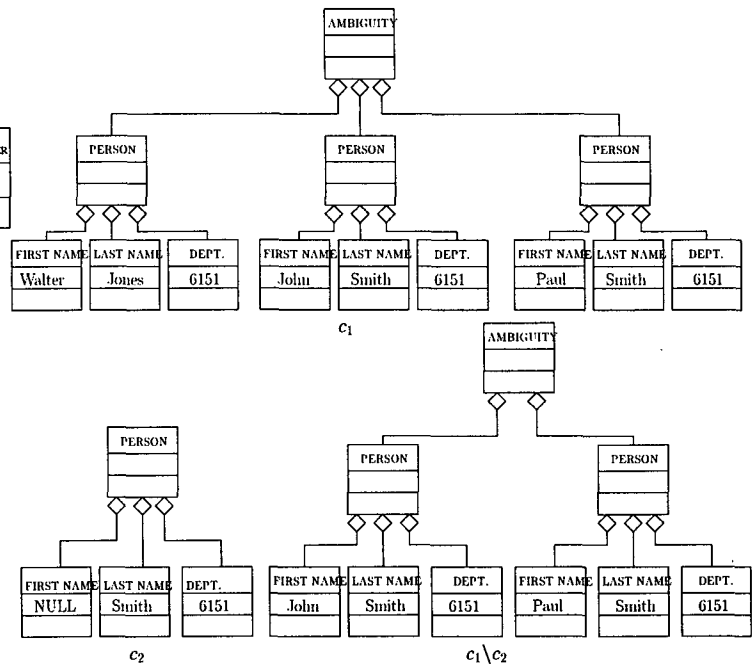 AMBIGUITY
R
PERSON PERSON PERSON
FIRST NAME LAST NAME DEPT. FIRST NAME LAST NAME DEPT. FIRST NAME LAST NAME DEPT.
Walter Jones 6151 John Smith 6151 Paul Smith 6151
c1
AMBIGUITY
PERSON
PERSON PERSON
FIRST NAME LAST NAME DEPT. FIRST NAME LAST NAME DEPT. FIRST NAME LAST NAME DEPT.
NULL Smith 6151 John Smith 6151 Paul Smith 6151
c2 c1\c2